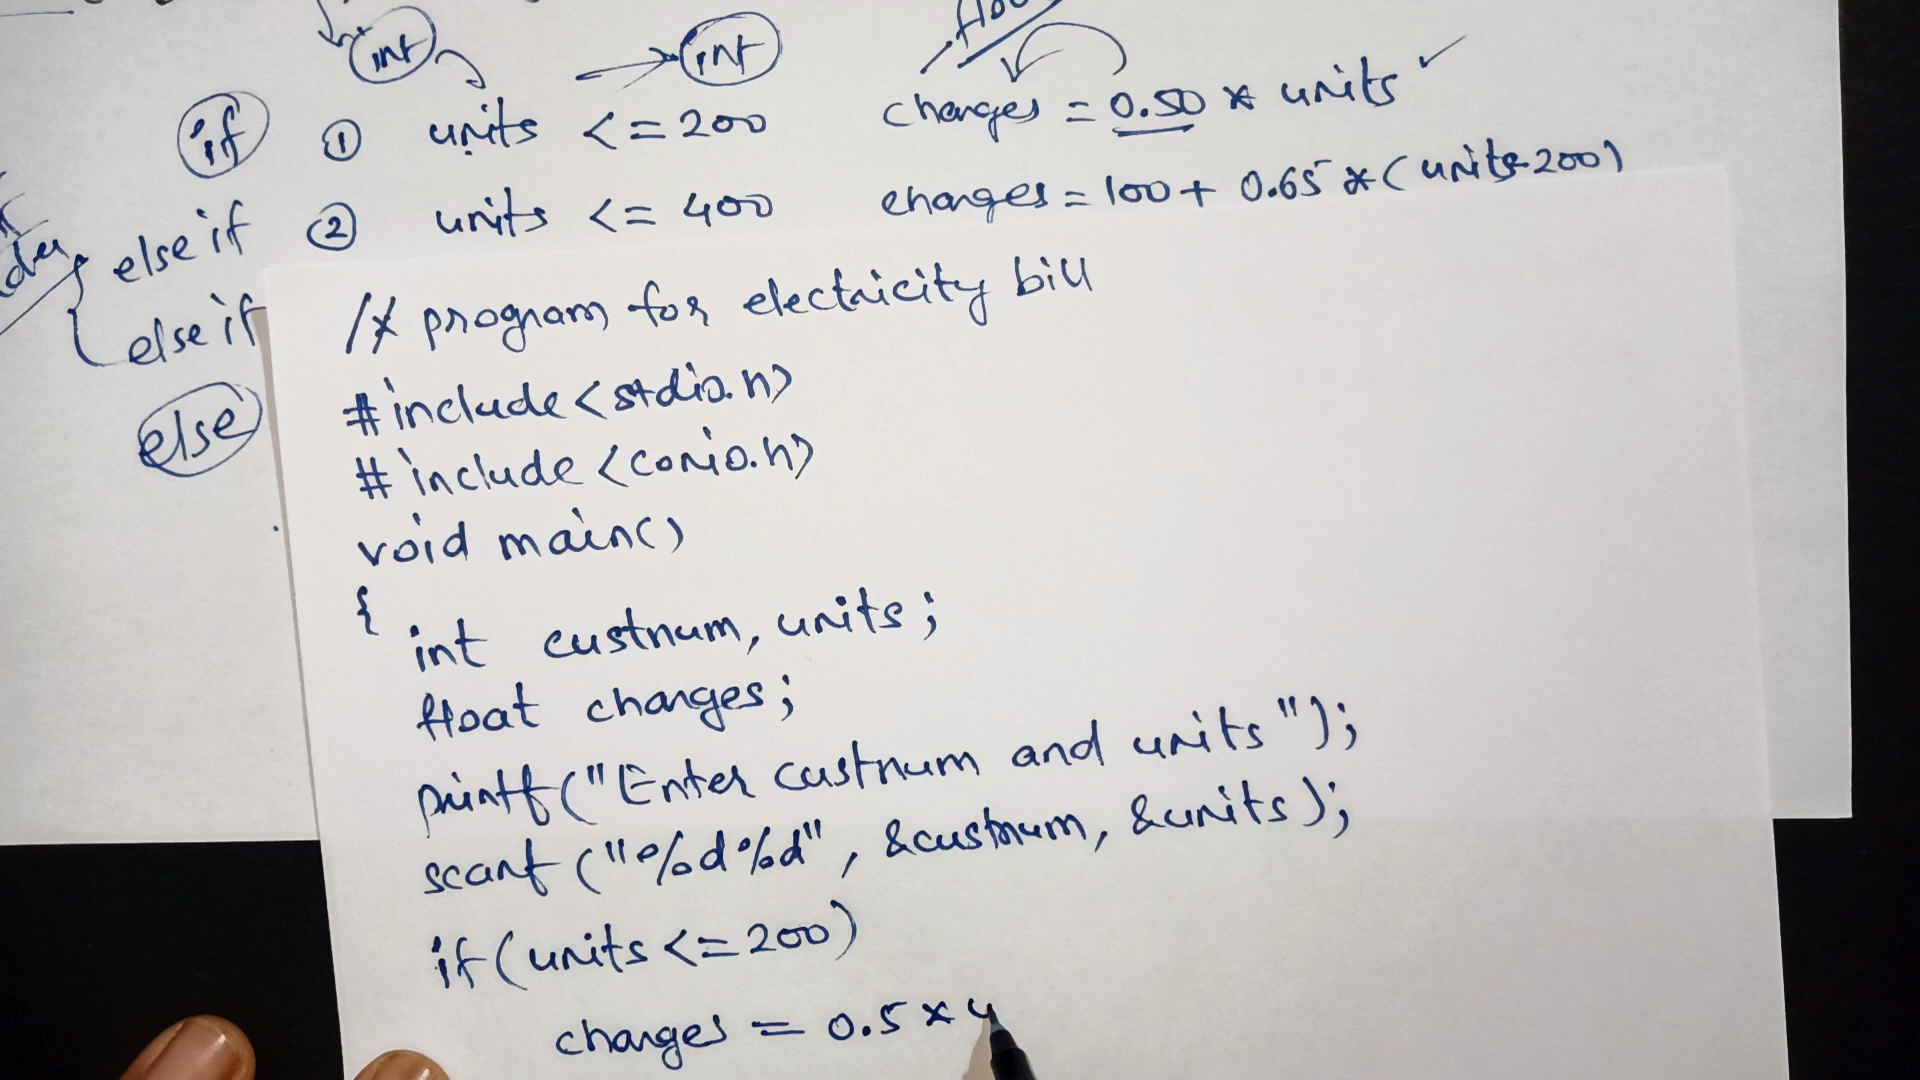 int int
if 1 units <= 200 charges = 0.50 * units ✓
else if 2 units <= 400 charges = 100 + 0.65 * (units-200)
else if
else
/* program for electricity bill
#include <stdio.h>
#include <conio.h>
void main()
{
int custnum, units;
float charges;
printf("Enter custnum and units");
scanf("%d%d", &custnum, &units);
if(units <= 200)
charges = 0.5 * u